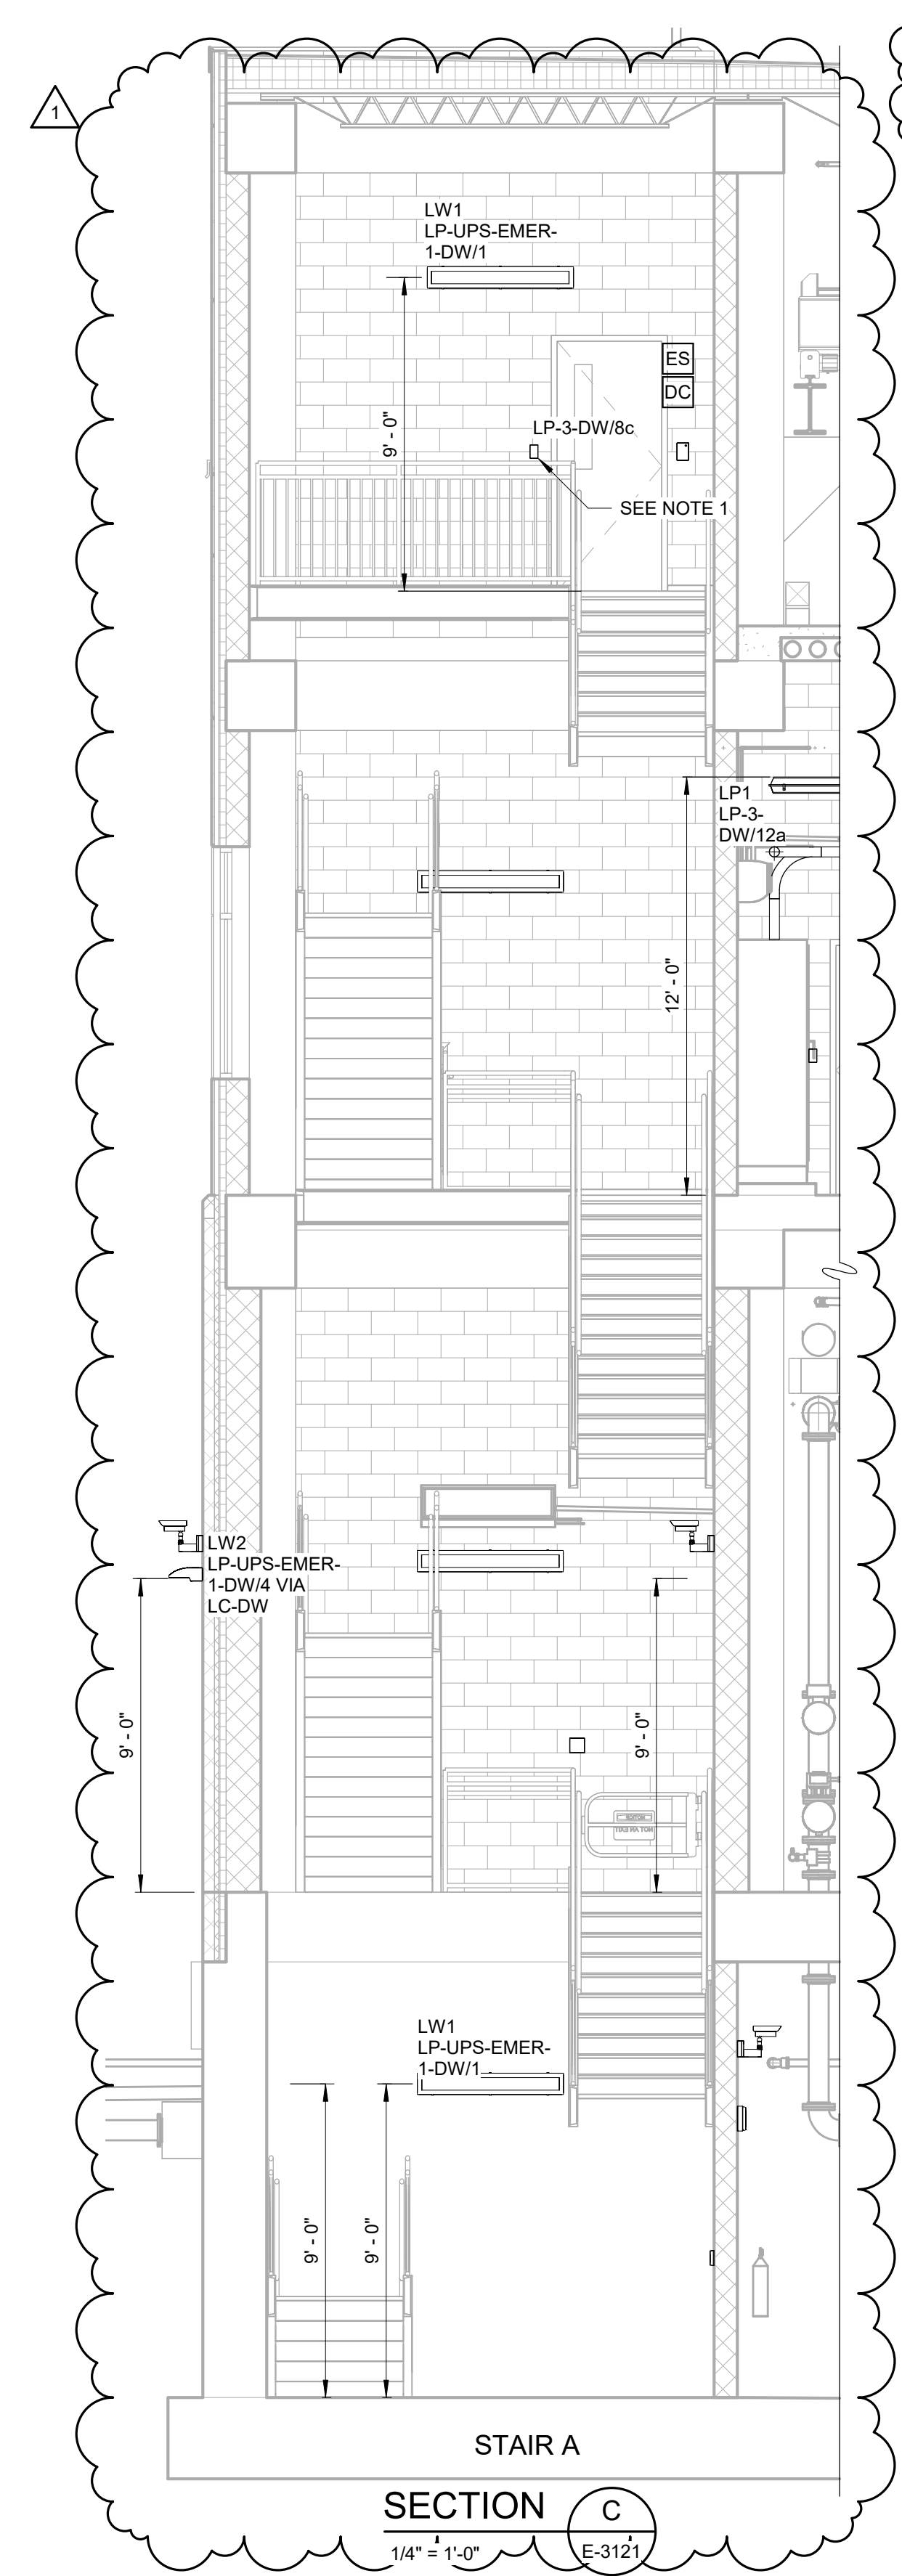 1
LW1
LP-UPS-EMER-
1-DW/1
ES
DC
9' - 0"
LP-3-DW/8c
SEE NOTE 1
LP1
LP-3-
DW/12a
12' - 0"
LW2
LP-UPS-EMER-
1-DW/4 VIA
LC-DW
9' - 0"
9' - 0"
NOT AN EXIT
LW1
LP-UPS-EMER-
1-DW/1
9' - 0"
9' - 0"
STAIR A
SECTION
C
1/4" = 1'-0"
E-3121